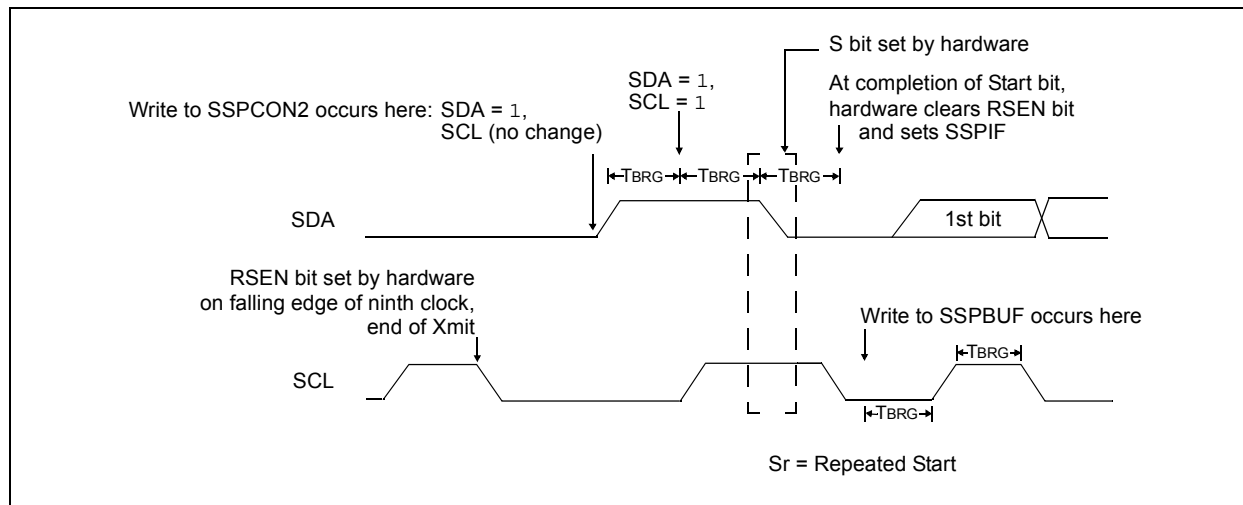 S bit set by hardware
SDA = 1,
SCL = 1
At completion of Start bit,
hardware clears RSEN bit
and sets SSPIF
Write to SSPCON2 occurs here: SDA = 1,
SCL (no change)
TBRG TBRG TBRG
SDA
1st bit
RSEN bit set by hardware
on falling edge of ninth clock,
end of Xmit
Write to SSPBUF occurs here
TBRG
SCL
TBRG
Sr = Repeated Start